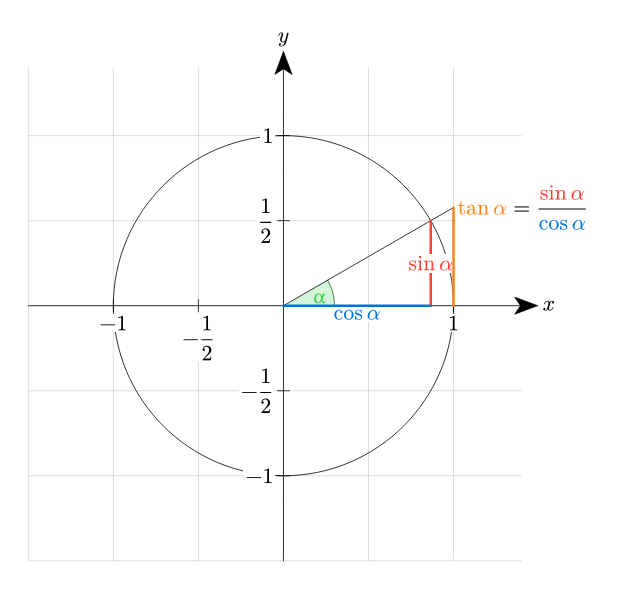 y
1
1/2
tan α = sin α/cos α
sin α
α
x
cos α
−1
−1/2
1
−1/2
−1